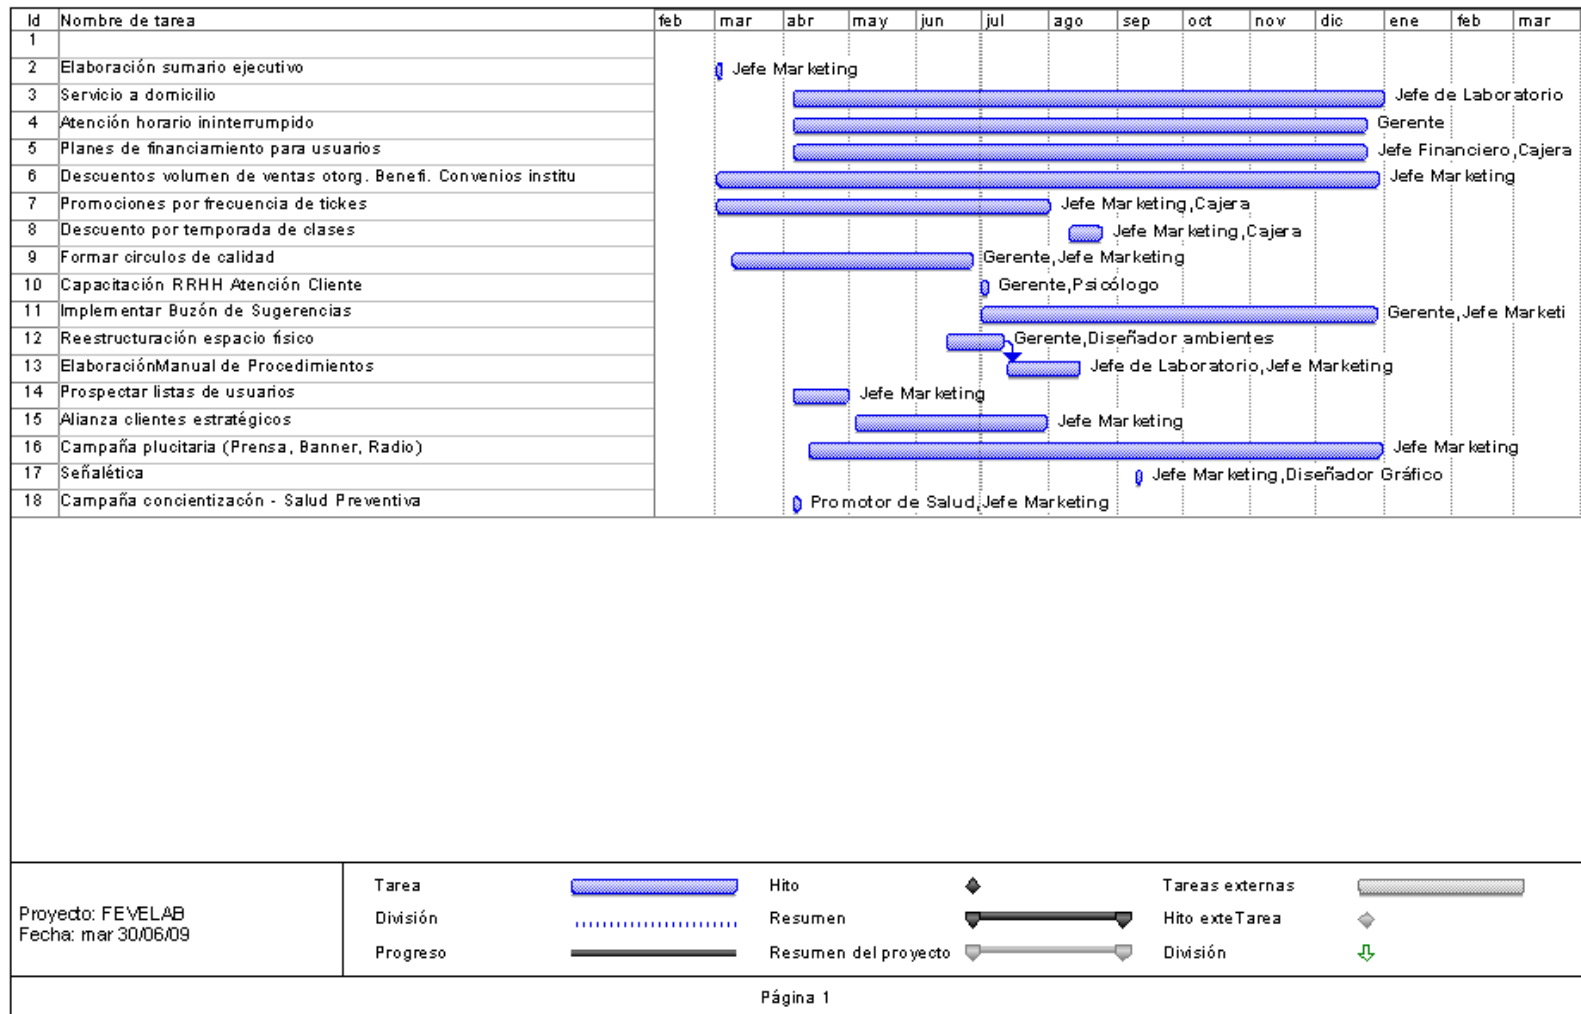 Id Nombre de tarea feb mar abr may jun jul ago sep oct nov dic ene feb mar
1
2 Elaboración sumario ejecutivo Jefe Marketing
3 Servicio a domicilio Jefe de Laboratorio
4 Atención horario ininterrumpido Gerente
5 Planes de financiamiento para usuarios Jefe Financiero,Cajera
6 Descuentos volumen de ventas otorg. Benefi. Convenios institu Jefe Marketing
7 Promociones por frecuencia de tickes Jefe Marketing,Cajera
8 Descuento por temporada de clases Jefe Marketing,Cajera
9 Formar circulos de calidad Gerente,Jefe Marketing
10 Capacitación RRHH Atención Cliente Gerente,Psicólogo
11 Implementar Buzón de Sugerencias Gerente,Jefe Marketi
12 Reestructuración espacio físico Gerente,Diseñador ambientes
13 ElaboraciónManual de Procedimientos Jefe de Laboratorio,Jefe Marketing
14 Prospectar listas de usuarios Jefe Marketing
15 Alianza clientes estratégicos Jefe Marketing
16 Campaña plucitaria (Prensa, Banner, Radio) Jefe Marketing
17 Señalética Jefe Marketing,Diseñador Gráfico
18 Campaña concientizacón - Salud Preventiva Promotor de Salud,Jefe Marketing
Proyecto: FEVELAB
Fecha: mar 30/06/09
Tarea Hito Tareas externas
División Resumen Hito exteTarea
Progreso Resumen del proyecto División
Página 1